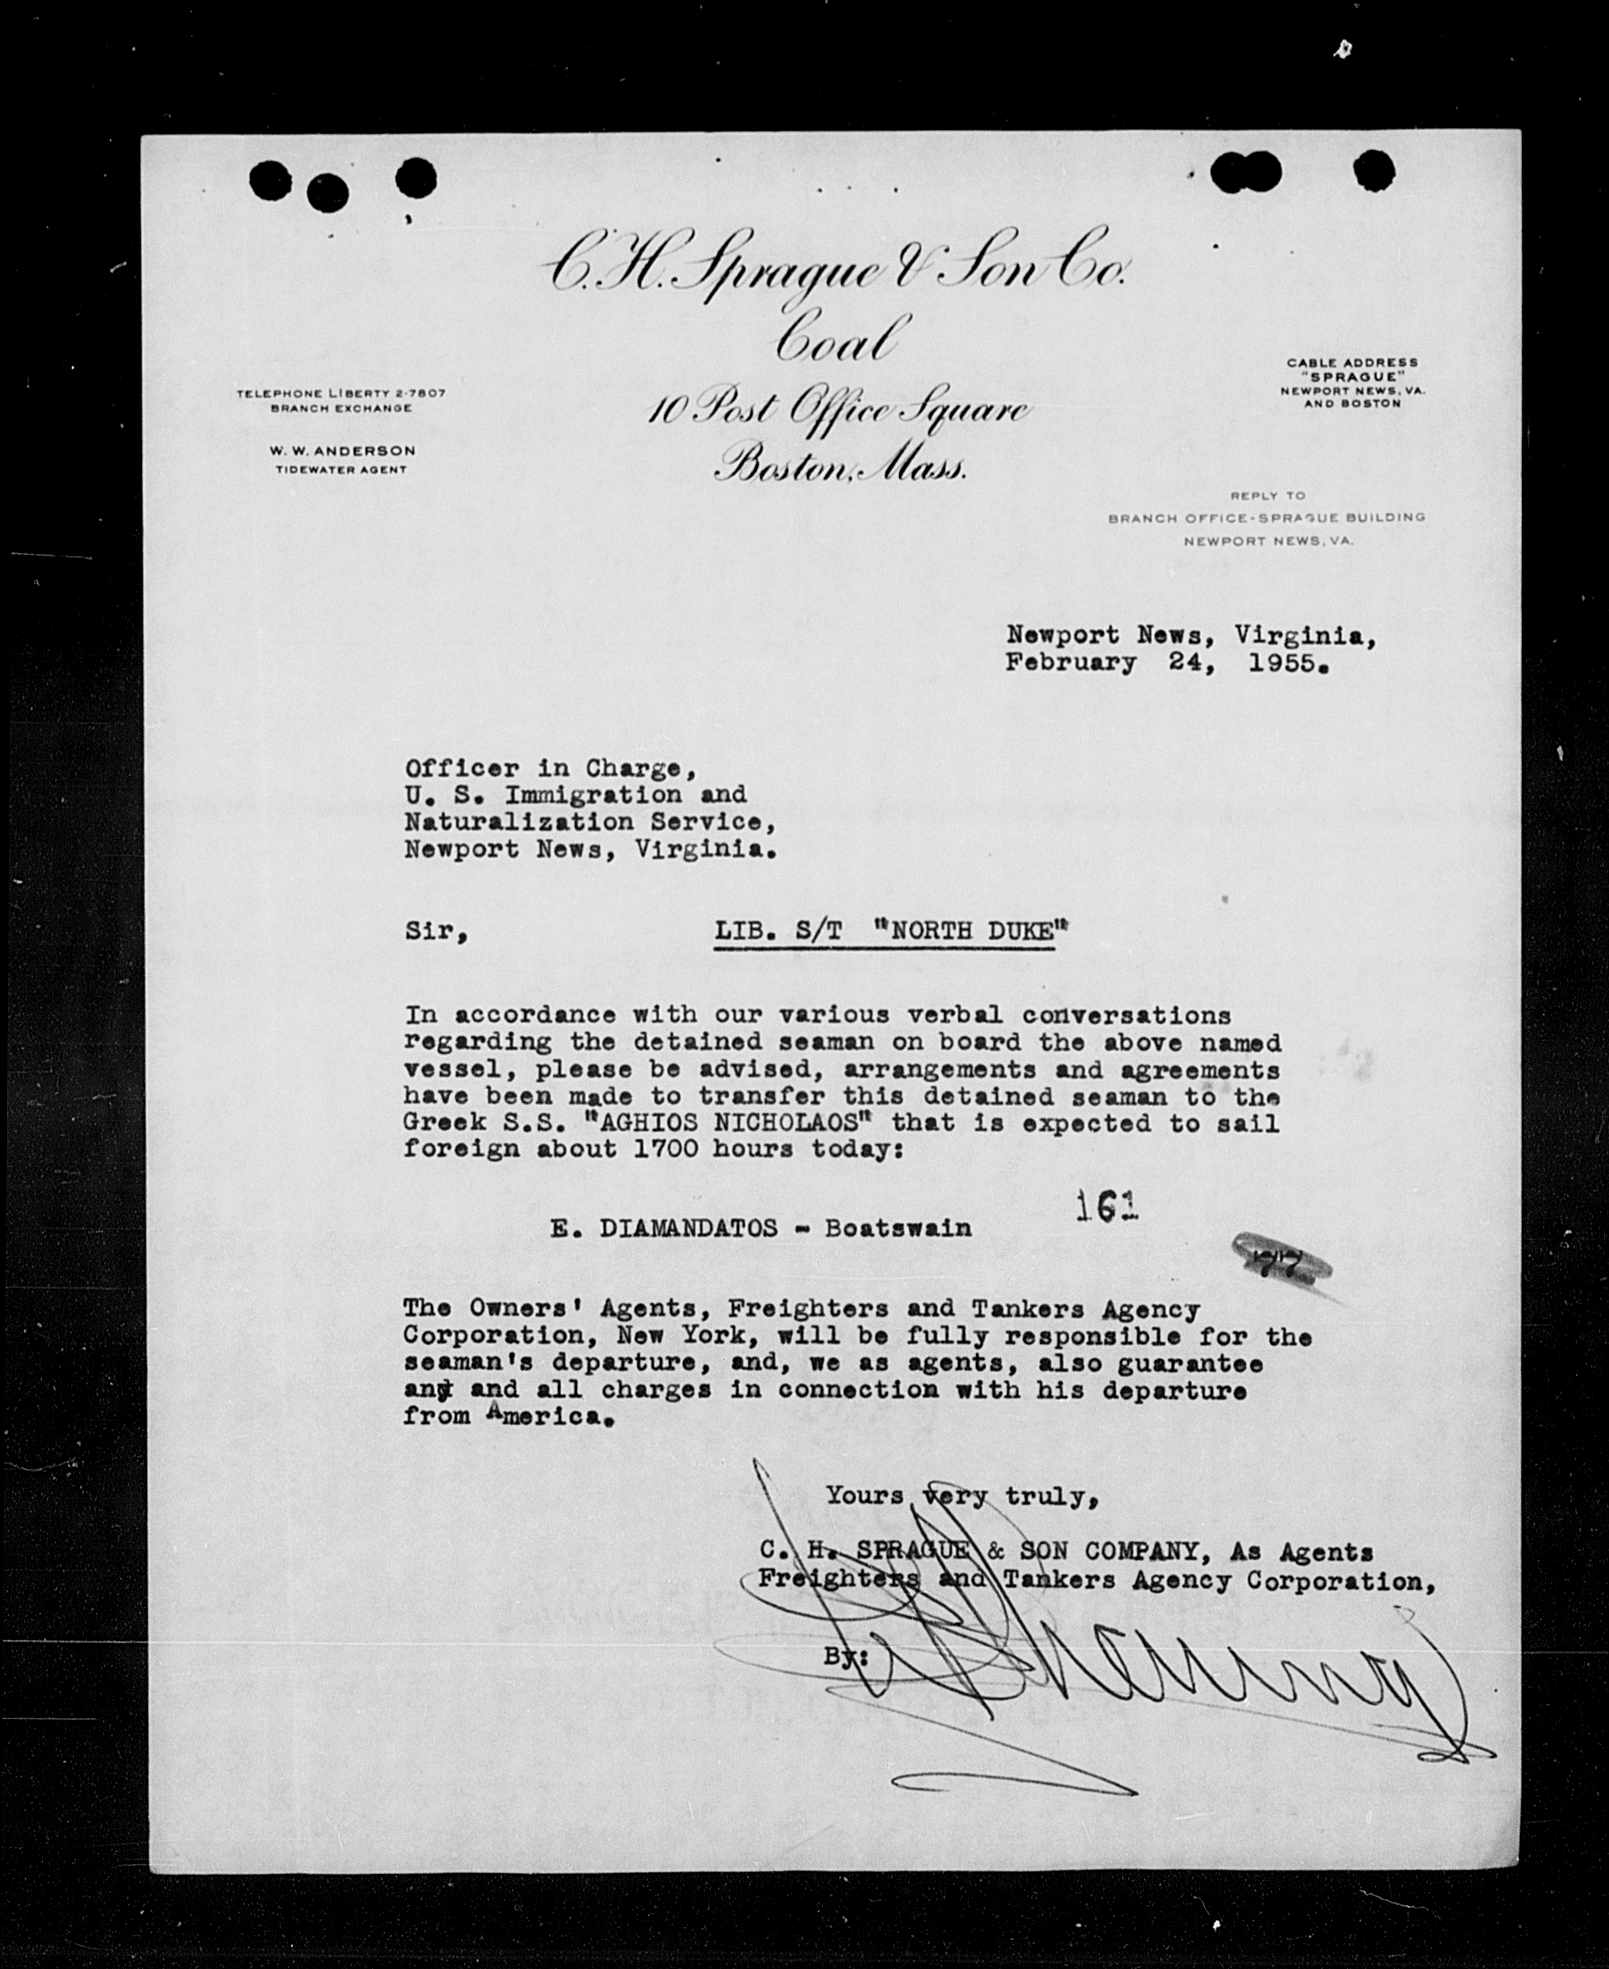 C. H. Sprague & Son Co.
Coal
10 Post Office Square
Boston, Mass.
TELEPHONE LIBERTY 2-7807
BRANCH EXCHANGE
W. W. ANDERSON
TIDEWATER AGENT
CABLE ADDRESS
"SPRAGUE"
NEWPORT NEWS, VA.
AND BOSTON
REPLY TO
BRANCH OFFICE-SPRAGUE BUILDING
NEWPORT NEWS, VA.
Newport News, Virginia,
February 24, 1955.
Officer in Charge,
U. S. Immigration and
Naturalization Service,
Newport News, Virginia.
Sir, LIB. S/T "NORTH DUKE"
In accordance with our various verbal conversations
regarding the detained seaman on board the above named
vessel, please be advised, arrangements and agreements
have been made to transfer this detained seaman to the
Greek S.S. "AGHIOS NICHOLAOS" that is expected to sail
foreign about 1700 hours today:
161
E. DIAMANDATOS - Boatswain
The Owners' Agents, Freighters and Tankers Agency
Corporation, New York, will be fully responsible for the
seaman's departure, and, we as agents, also guarantee
any and all charges in connection with his departure
from America.
Yours very truly,
C. H. SPRAGUE & SON COMPANY, As Agents
Freighters and Tankers Agency Corporation,
By: